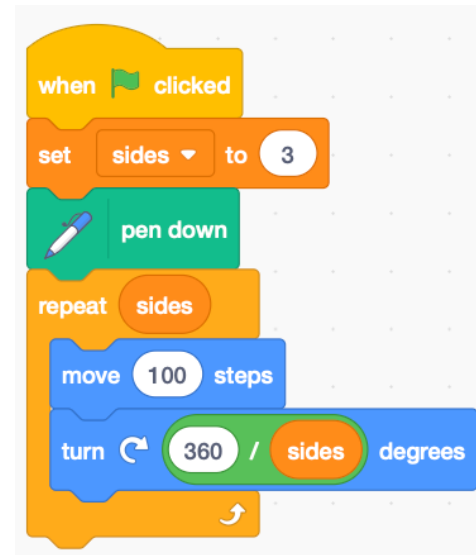 when clicked
set sides to 3
pen down
repeat sides
move 100 steps
turn 360 / sides degrees